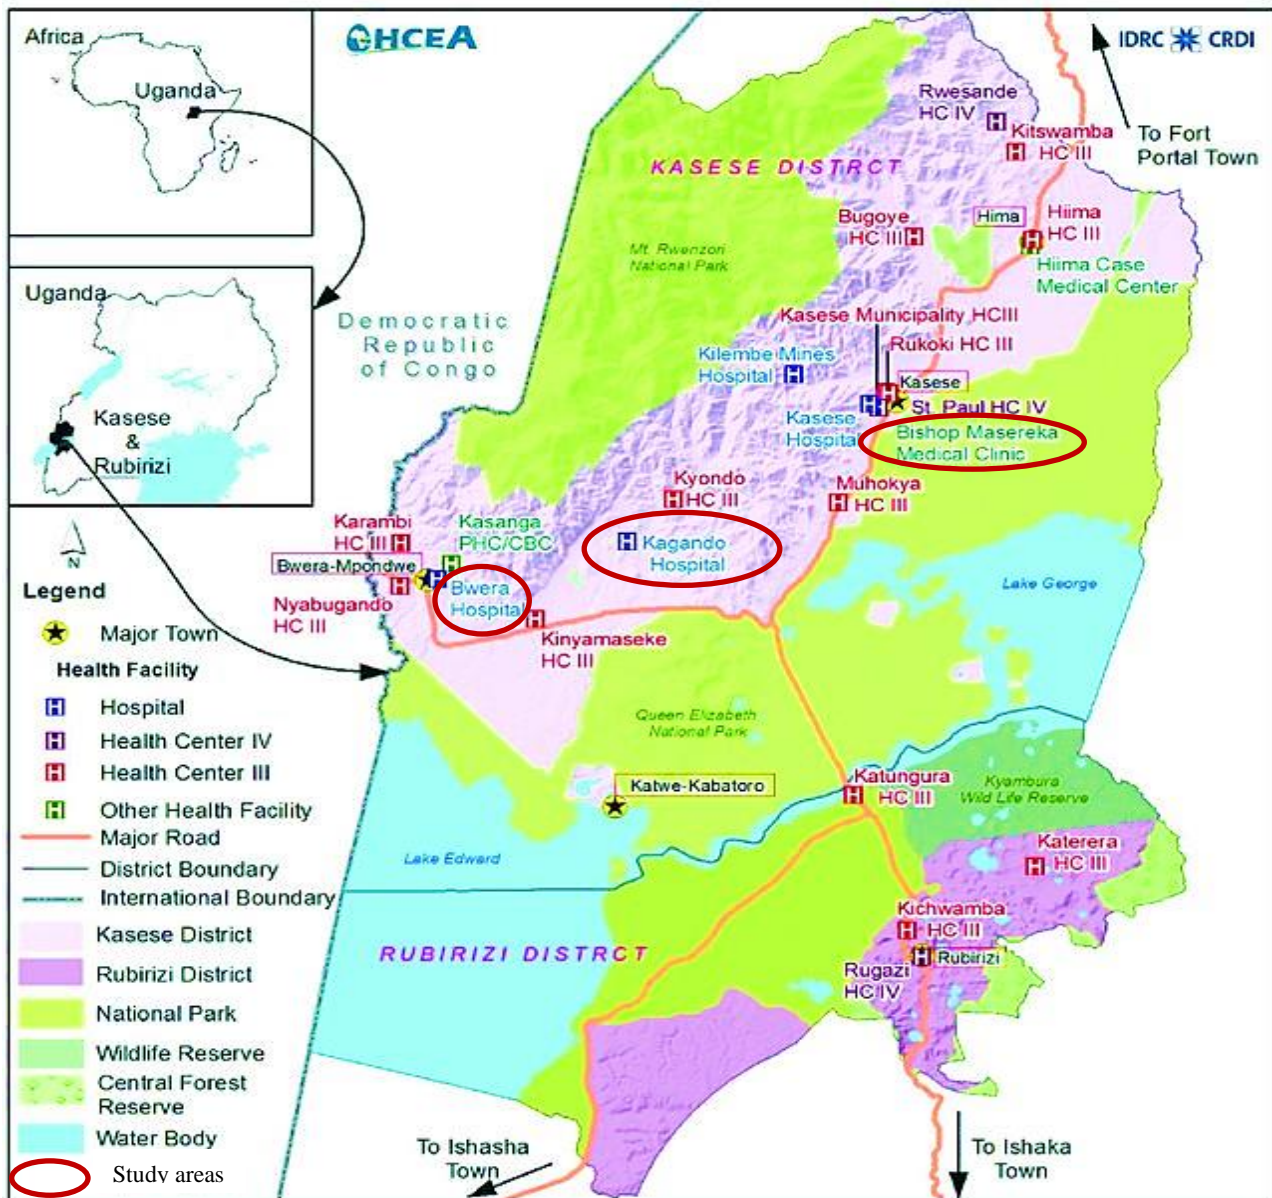 Africa
Uganda
OHCEA
IDRC CRDI
To Fort
Portal Town
Uganda
Kasese
&
Rubirizi
Democratic
Republic
of Congo
KASESE DISTRCT
Mt. Rwenzori
National Park
Rwesande
HC IV
Kitswamba
HC III
Bugoye
HC III
Hima
Hiima
HC III
Hiima Case
Medical Center
Kasese Municipality HCIII
Rukoki HC III
Kilembe Mines
Hospital
Kasese
St. Paul HC IV
Kasese
Hospital
Bishop Masereka
Medical Clinic
Kyondo
HC III
Muhokya
HC III
Karambi
HC III
Kasanga
PHC/CBC
Kagando
Hospital
Bwera-Mpondwe
Bwera
Hospital
Nyabugando
HC III
Kinyamaseke
HC III
Lake George
Queen Elizabeth
National Park
Katwe-Kabatoro
Katungura
HC III
Kyambura
Wild Life Reserve
Lake Edward
Katerera
HC III
RUBIRIZI DISTRCT
Kichwamba
HC III
Rubirizi
Rugazi
HC IV
To Ishasha
Town
To Ishaka
Town
N
Legend
Major Town
Health Facility
Hospital
Health Center IV
Health Center III
Other Health Facility
Major Road
District Boundary
International Boundary
Kasese District
Rubirizi District
National Park
Wildlife Reserve
Central Forest
Reserve
Water Body
Study areas